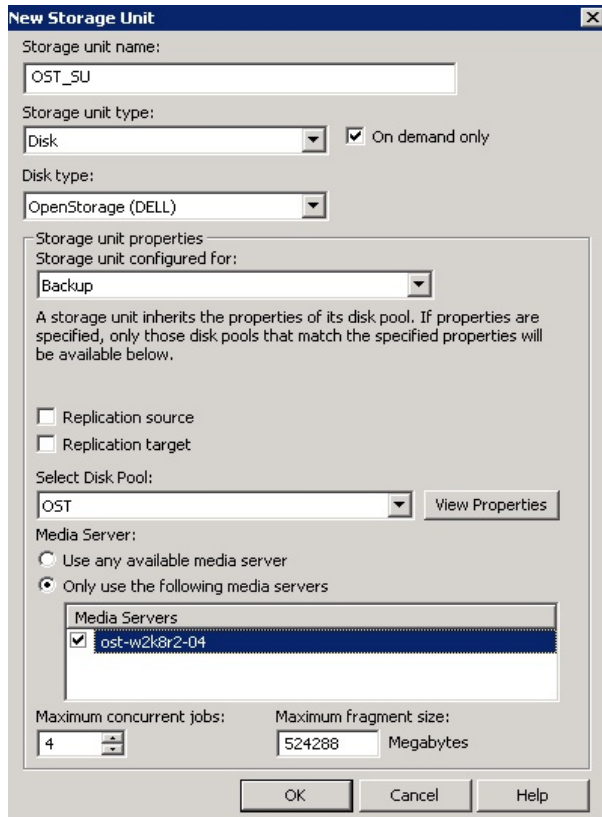 New Storage Unit
Storage unit name:
OST_SU
Storage unit type:
Disk
On demand only
Disk type:
OpenStorage (DELL)
Storage unit properties
Storage unit configured for:
Backup
A storage unit inherits the properties of its disk pool. If properties are
specified, only those disk pools that match the specified properties will
be available below.
Replication source
Replication target
Select Disk Pool:
OST
View Properties
Media Server:
Use any available media server
Only use the following media servers
Media Servers
ost-w2k8r2-04
Maximum concurrent jobs:
Maximum fragment size:
4
524288
Megabytes
OK
Cancel
Help